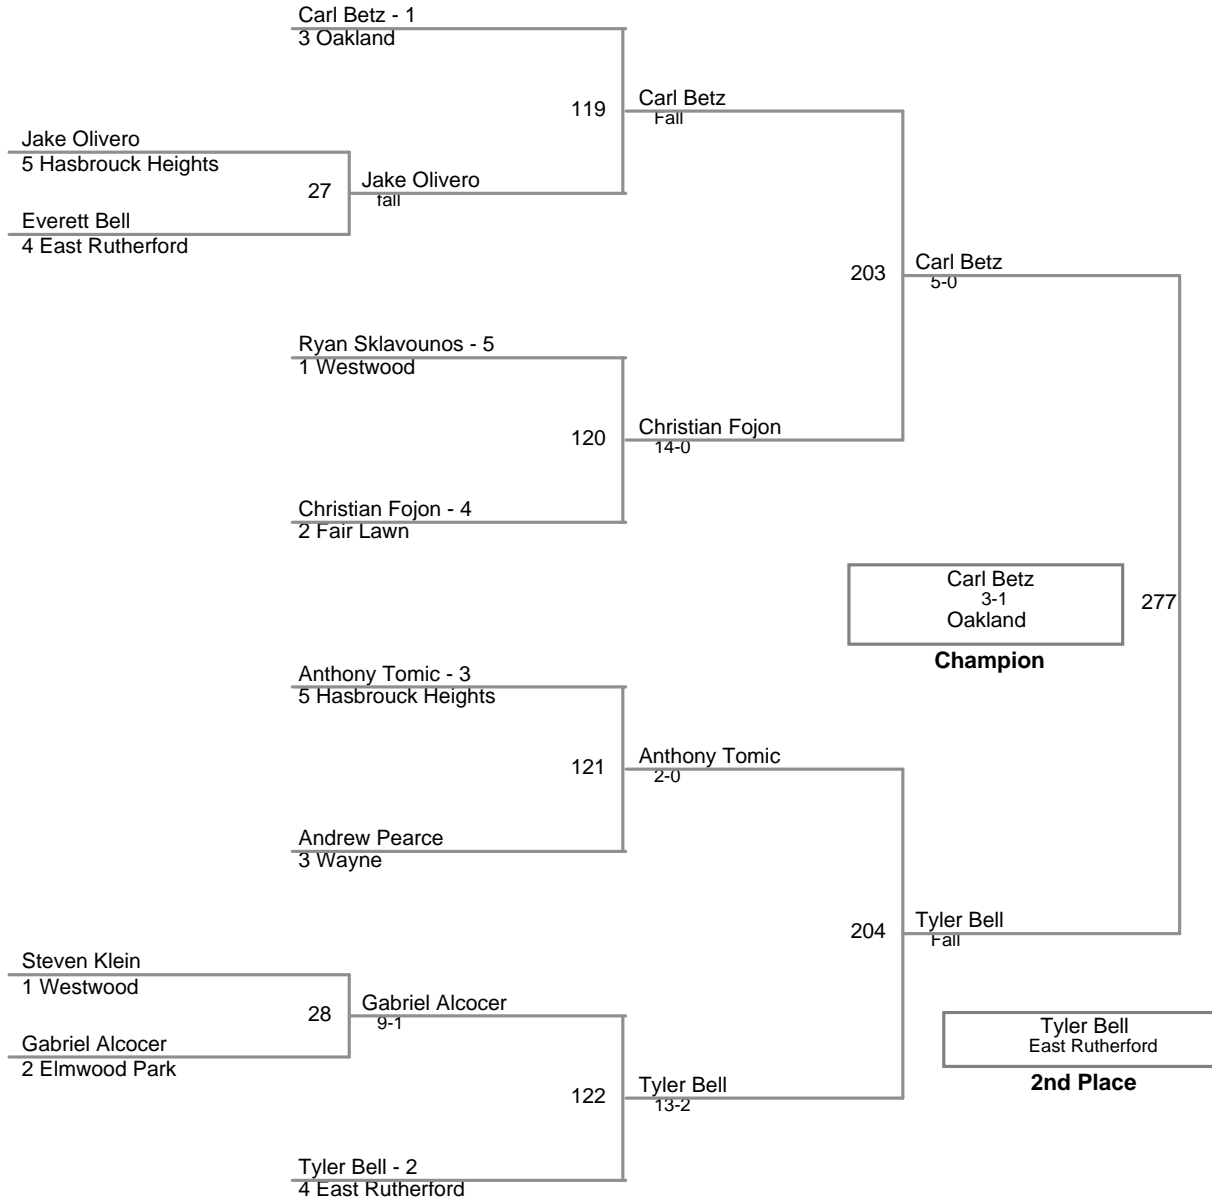 Carl Betz - 1
3 Oakland
119
Carl Betz
Fall
Jake Olivero
5 Hasbrouck Heights
27
Jake Olivero
fall
Everett Bell
4 East Rutherford
203
Carl Betz
5-0
Ryan Sklavounos - 5
1 Westwood
120
Christian Fojon
14-0
Christian Fojon - 4
2 Fair Lawn
Carl Betz
3-1
Oakland
277
Champion
Anthony Tomic - 3
5 Hasbrouck Heights
121
Anthony Tomic
2-0
Andrew Pearce
3 Wayne
204
Tyler Bell
Fall
Steven Klein
1 Westwood
28
Gabriel Alcocer
9-1
Gabriel Alcocer
2 Elmwood Park
Tyler Bell
East Rutherford
2nd Place
122
Tyler Bell
13-2
Tyler Bell - 2
4 East Rutherford